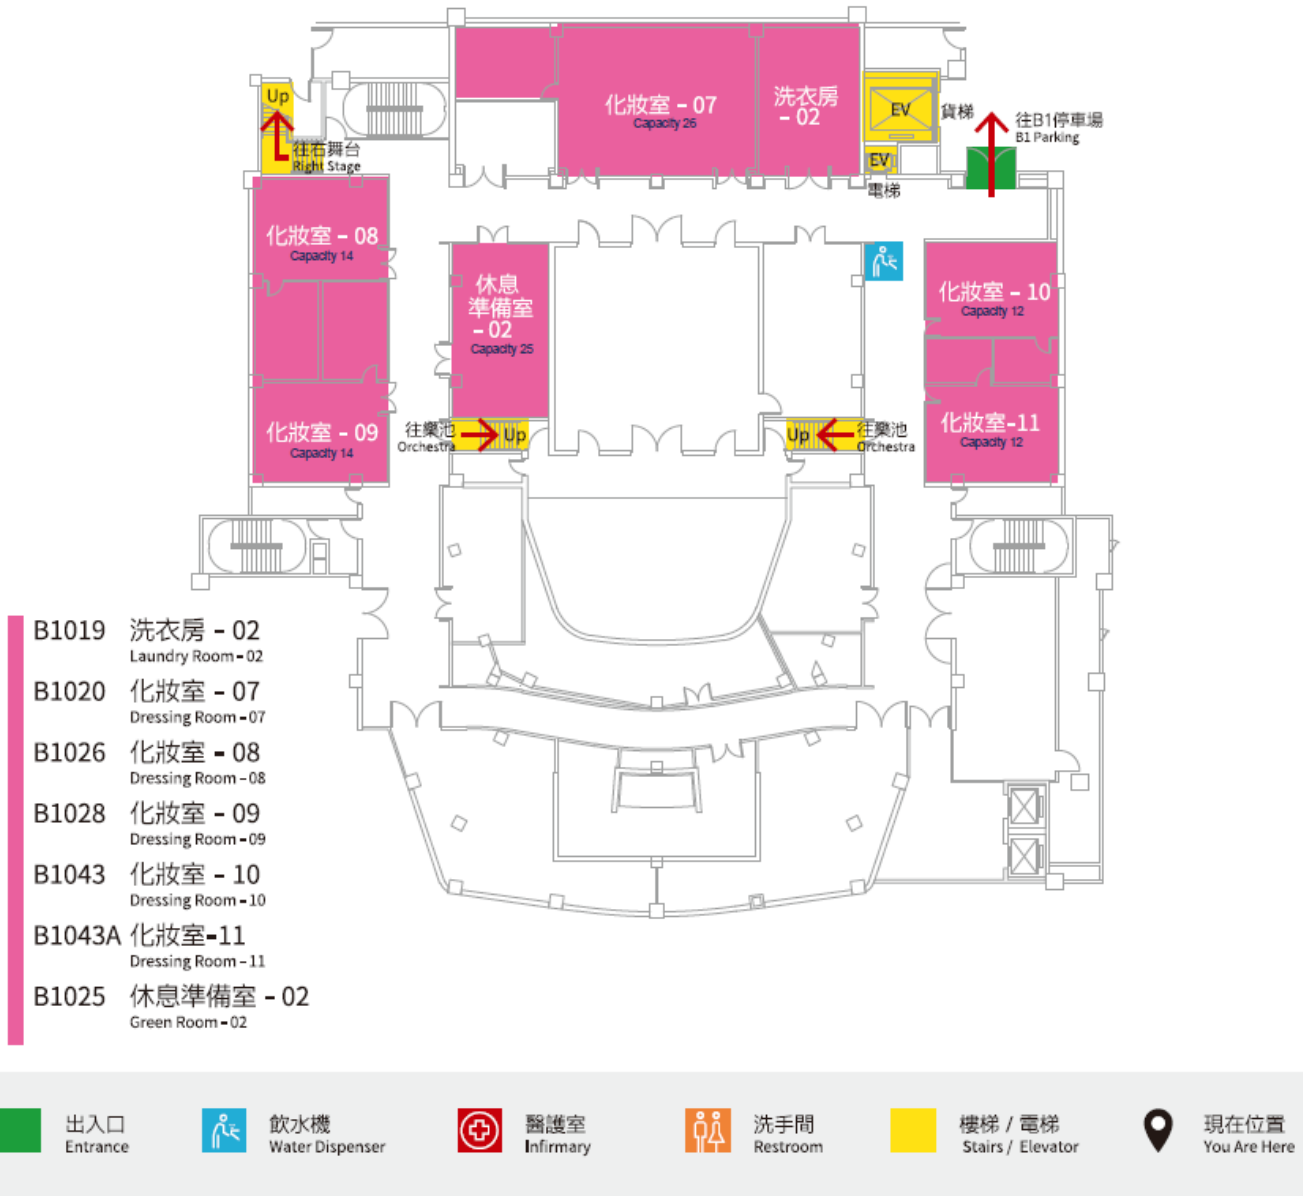 化妝室 - 07
Capacity 26
洗衣房
- 02
EV
貨梯
EV
電梯
往B1停車場
B1 Parking
Up
往右舞台
Right Stage
化妝室 - 08
Capacity 14
休息
準備室
- 02
Capacity 25
化妝室 - 10
Capacity 12
化妝室 - 09
Capacity 14
往樂池
Orchestra
Up
Up
往樂池
Orchestra
化妝室-11
Capacity 12
B1019 洗衣房 - 02
Laundry Room - 02
B1020 化妝室 - 07
Dressing Room - 07
B1026 化妝室 - 08
Dressing Room - 08
B1028 化妝室 - 09
Dressing Room - 09
B1043 化妝室 - 10
Dressing Room - 10
B1043A 化妝室-11
Dressing Room - 11
B1025 休息準備室 - 02
Green Room - 02
出入口
Entrance
飲水機
Water Dispenser
醫護室
Infirmary
洗手間
Restroom
樓梯 / 電梯
Stairs / Elevator
現在位置
You Are Here